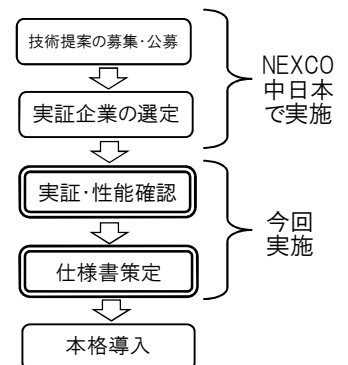 技術提案の募集・公募
実証企業の選定
NEXCO
中日本
で実施
実証・性能確認
仕様書策定
今回
実施
本格導入